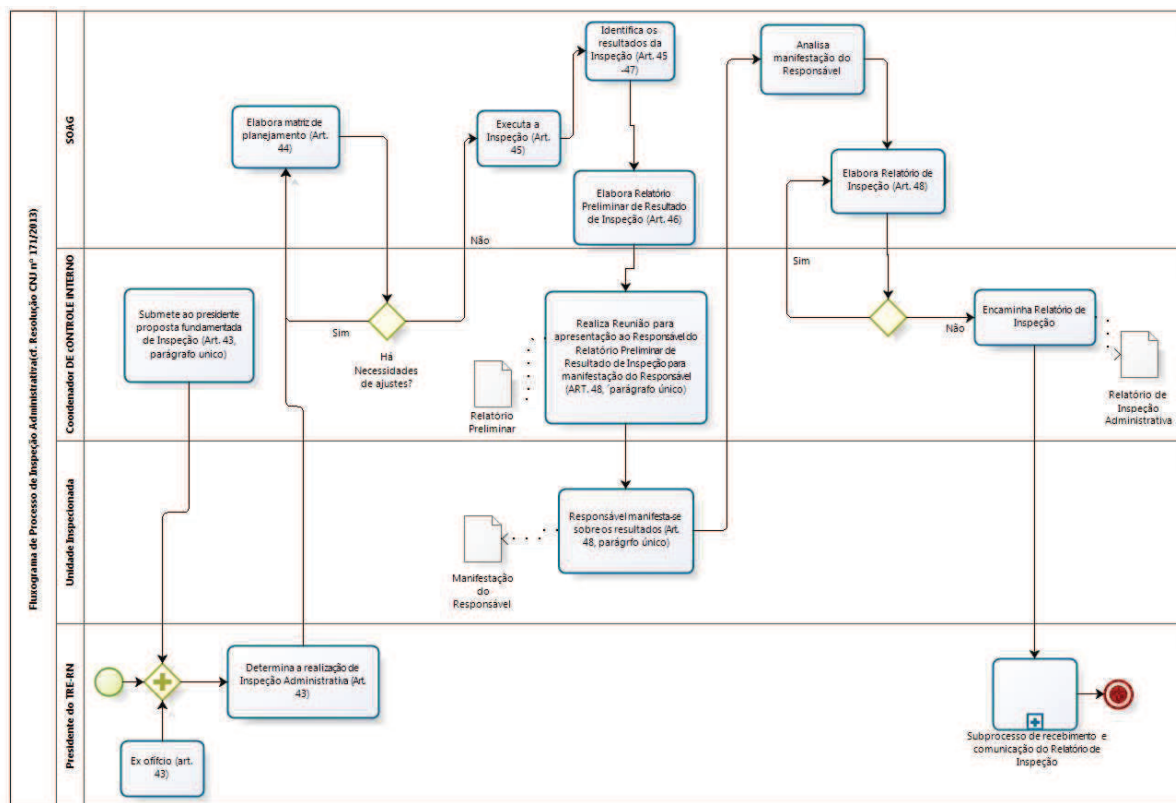 Fluxograma de Processo de Inspeção Administrativa(cf. Resolução CNJ nº 171/2013)
SOAG
Identifica os
resultados da
Inspeção (Art. 45
-47)
Analisa
manifestação do
Responsável
Elabora matriz de
planejamento (Art.
44)
Executa a
Inspeção (Art.
45)
Elabora Relatório de
Inspeção (Art. 48)
Elabora Relatório
Preliminar de Resultado
de Inspeção (Art. 46)
Não
Sim
Coordenador DE CONTROLE INTERNO
Submete ao presidente
proposta fundamentada
de Inspeção (Art. 43,
parágrafo unico)
Sim
Há
Necessidades
de ajustes?
Realiza Reunião para
apresentação ao Responsável do
Relatório Preliminar de
Resultado de Inspeção para
manifestação do Responsável
(ART. 48, ´parágrafo único)
Relatório
Preliminar
Não
Encaminha Relatório de
Inspeção
Relatório de
Inspeção
Administrativa
Unidade Inspecionada
Responsável manifesta-se
sobre os resultados (Art.
48, parágrfo único)
Manifestação
do
Responsável
Presidente do TRE-RN
Determina a realização de
Inspeção Administrativa (Art.
43)
Ex ofifcio (art.
43)
Subprocesso de recebimento e
comunicação do Relatório de
Inspeção